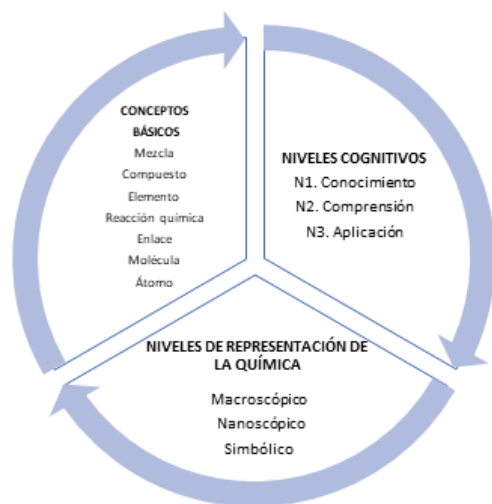 CONCEPTOS
BÁSICOS
Mezcla
Compuesto
Elemento
Reacción química
Enlace
Molécula
Átomo
NIVELES COGNITIVOS
N1. Conocimiento
N2. Comprensión
N3. Aplicación
NIVELES DE REPRESENTACIÓN DE
LA QUÍMICA
Macroscópico
Nanoscópico
Simbólico